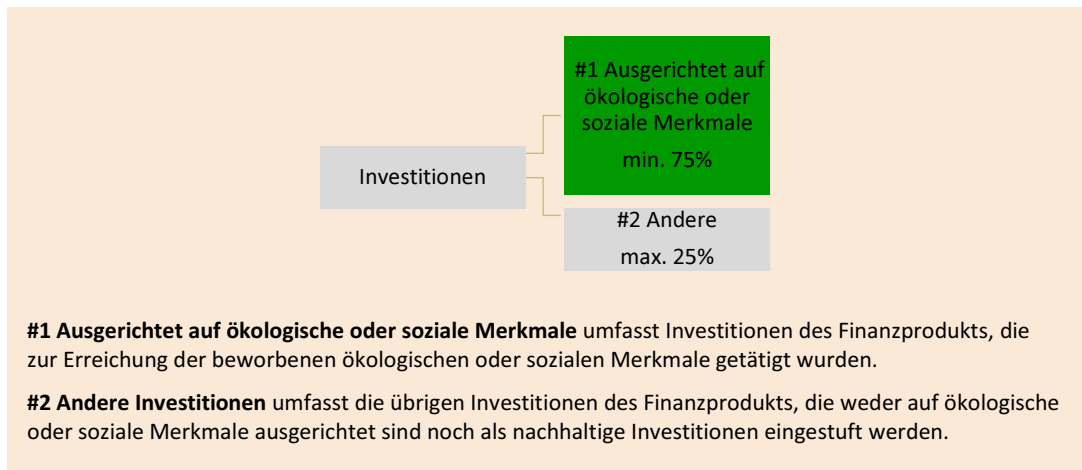 #1 Ausgerichtet auf
ökologische oder
soziale Merkmale
min. 75%
Investitionen
#2 Andere
max. 25%
#1 Ausgerichtet auf ökologische oder soziale Merkmale umfasst Investitionen des Finanzprodukts, die
zur Erreichung der beworbenen ökologischen oder sozialen Merkmale getätigt wurden.
#2 Andere Investitionen umfasst die übrigen Investitionen des Finanzprodukts, die weder auf ökologische
oder soziale Merkmale ausgerichtet sind noch als nachhaltige Investitionen eingestuft werden.